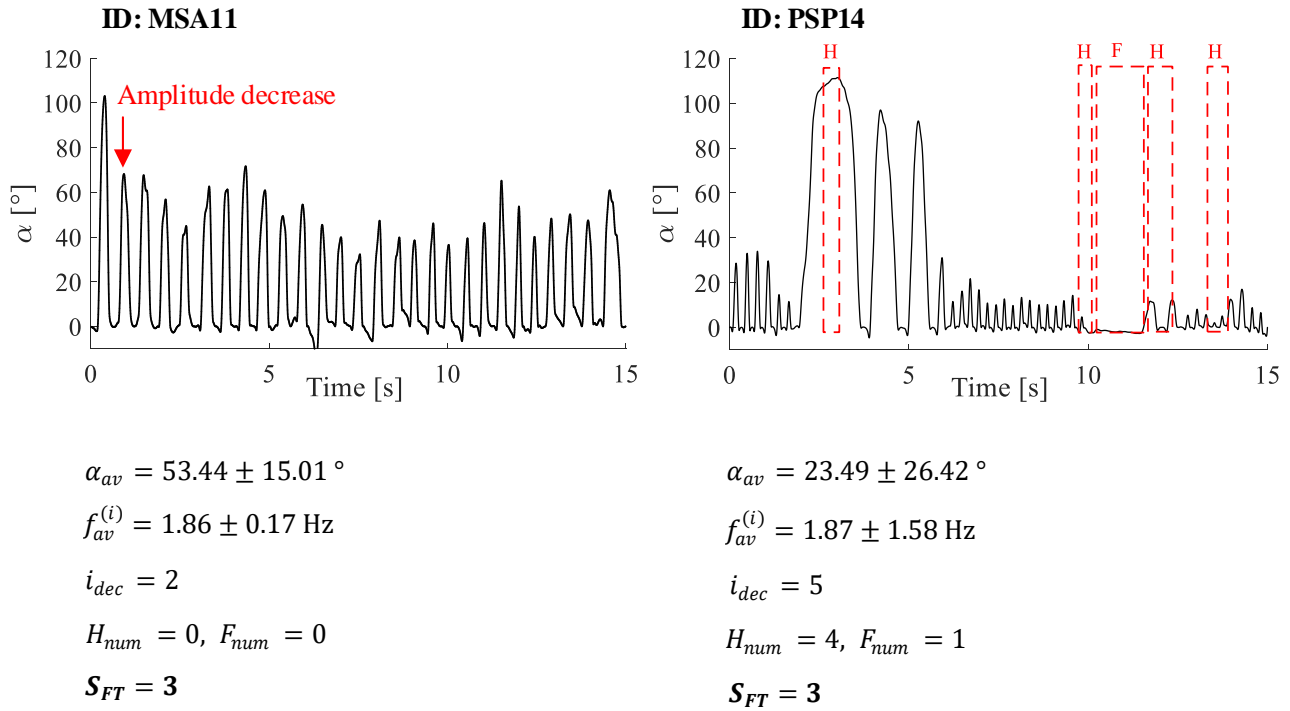 ID: MSA11
120
100
80
60
40
20
0
α [°]
Amplitude decrease
0 5 10 15
Time [s]
α_av = 53.44 ± 15.01 °
f_av^(i) = 1.86 ± 0.17 Hz
i_dec = 2
H_num = 0, F_num = 0
S_FT = 3
ID: PSP14
H H F H H
120
100
80
60
40
20
0
α [°]
0 5 10 15
Time [s]
α_av = 23.49 ± 26.42 °
f_av^(i) = 1.87 ± 1.58 Hz
i_dec = 5
H_num = 4, F_num = 1
S_FT = 3